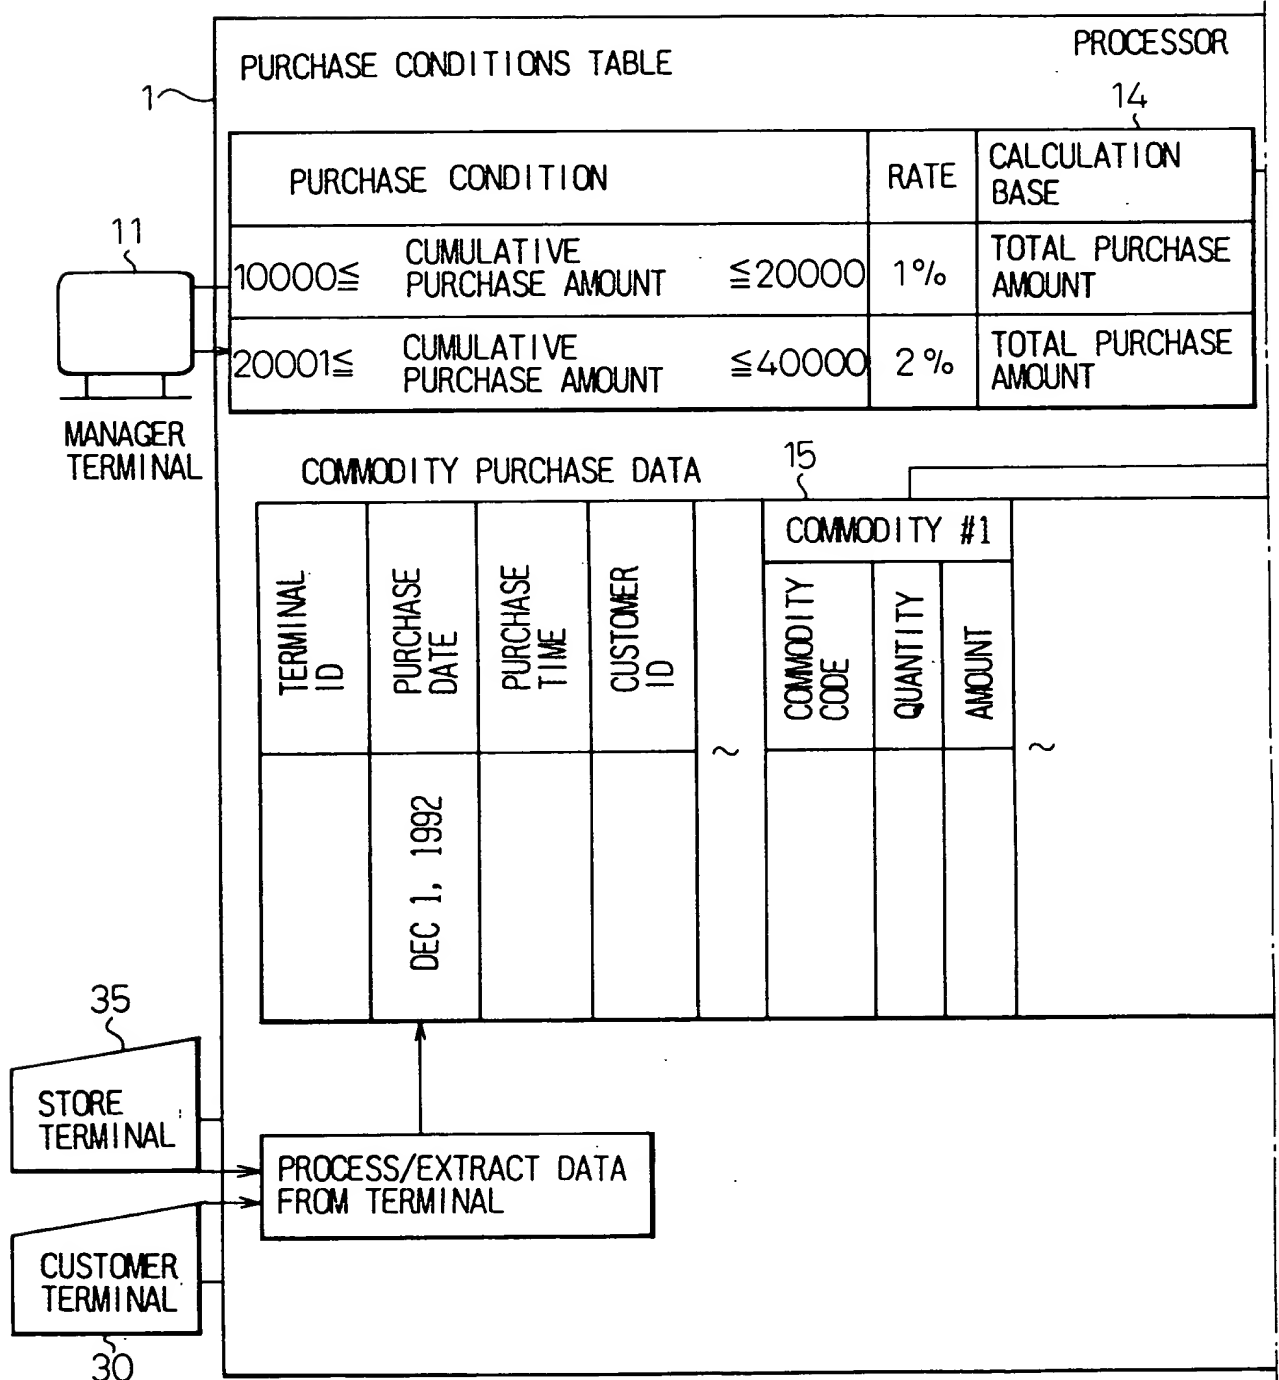 PROCESSOR
PURCHASE CONDITIONS TABLE
1
14
PURCHASE CONDITION
RATE
CALCULATION
BASE
11
10000≦
CUMULATIVE
PURCHASE AMOUNT
≦20000
1%
TOTAL PURCHASE
AMOUNT
20001≦
CUMULATIVE
PURCHASE AMOUNT
≦40000
2%
TOTAL PURCHASE
AMOUNT
MANAGER
TERMINAL
COMMODITY PURCHASE DATA
15
COMMODITY #1
TERMINAL
ID
PURCHASE
DATE
PURCHASE
TIME
CUSTOMER
ID
~
COMMODITY
CODE
QUANTITY
AMOUNT
~
DEC 1, 1992
35
STORE
TERMINAL
PROCESS/EXTRACT DATA
FROM TERMINAL
CUSTOMER
TERMINAL
30